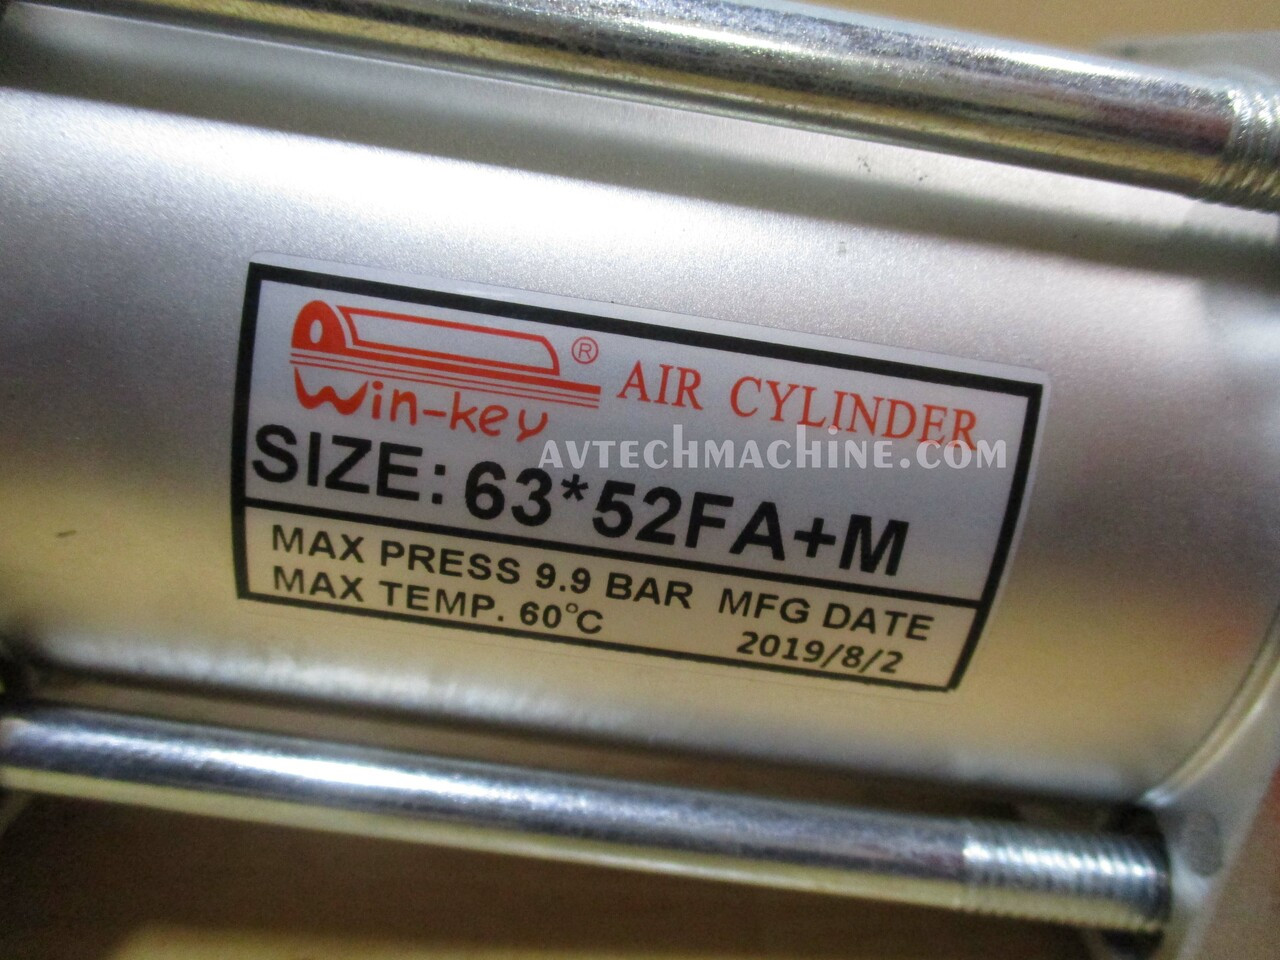 Win-key ® AIR CYLINDER
AVTECHMACHINE.COM
SIZE: 63*52FA+M
MAX PRESS 9.9 BAR MFG DATE
MAX TEMP. 60°C 2019/8/2